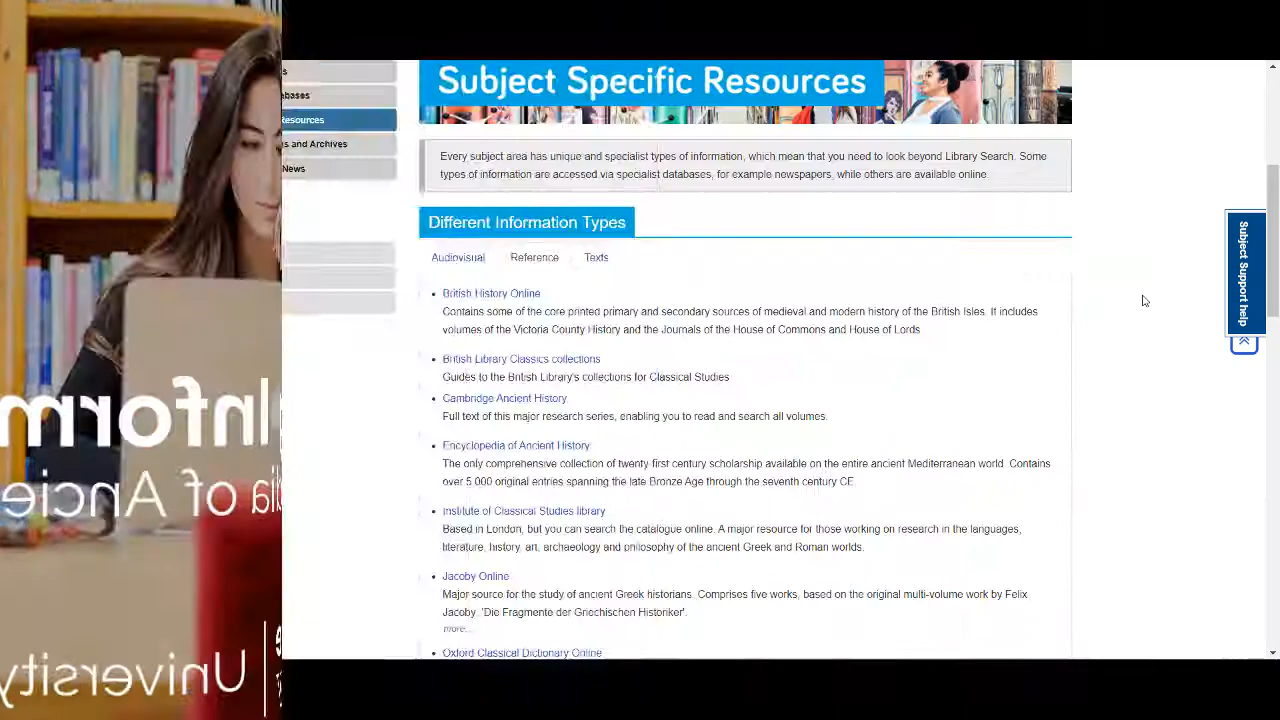 Subject Specific Resources
s
ebases
Resources
s and Archives
News
Every subject area has unique and specialist types of information, which mean that you need to look beyond Library Search. Some
types of information are accessed via specialist databases, for example newspapers, while others are available online.
Different Information Types
Audiovisual Reference Texts
British History Online
Contains some of the core printed primary and secondary sources of medieval and modern history of the British Isles. It includes
volumes of the Victoria County History and the Journals of the House of Commons and House of Lords
British Library Classics collections
Guides to the British Library's collections for Classical Studies
Cambridge Ancient History
Full text of this major research series, enabling you to read and search all volumes.
Encyclopedia of Ancient History
The only comprehensive collection of twenty first century scholarship available on the entire ancient Mediterranean world. Contains
over 5,000 original entries spanning the late Bronze Age through the seventh century CE.
Institute of Classical Studies library
Based in London, but you can search the catalogue online. A major resource for those working on research in the languages,
literature, history, art, archaeology and philosophy of the ancient Greek and Roman worlds.
Jacoby Online
Major source for the study of ancient Greek historians. Comprises five works, based on the original multi-volume work by Felix
Jacoby, 'Die Fragmente der Griechischen Historiker'.
more...
Oxford Classical Dictionary Online
Subject Support help
Inform
dia of Ancie
University